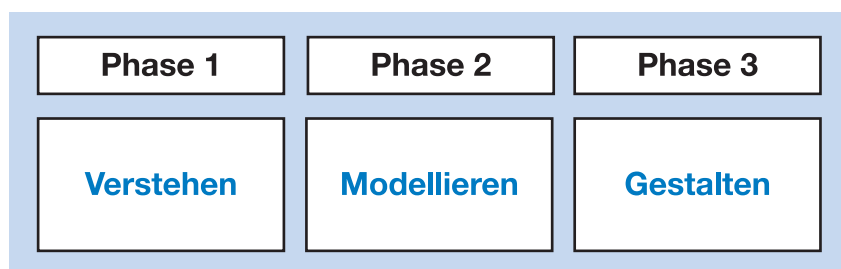 Phase 1
Phase 2
Phase 3
Verstehen
Modellieren
Gestalten